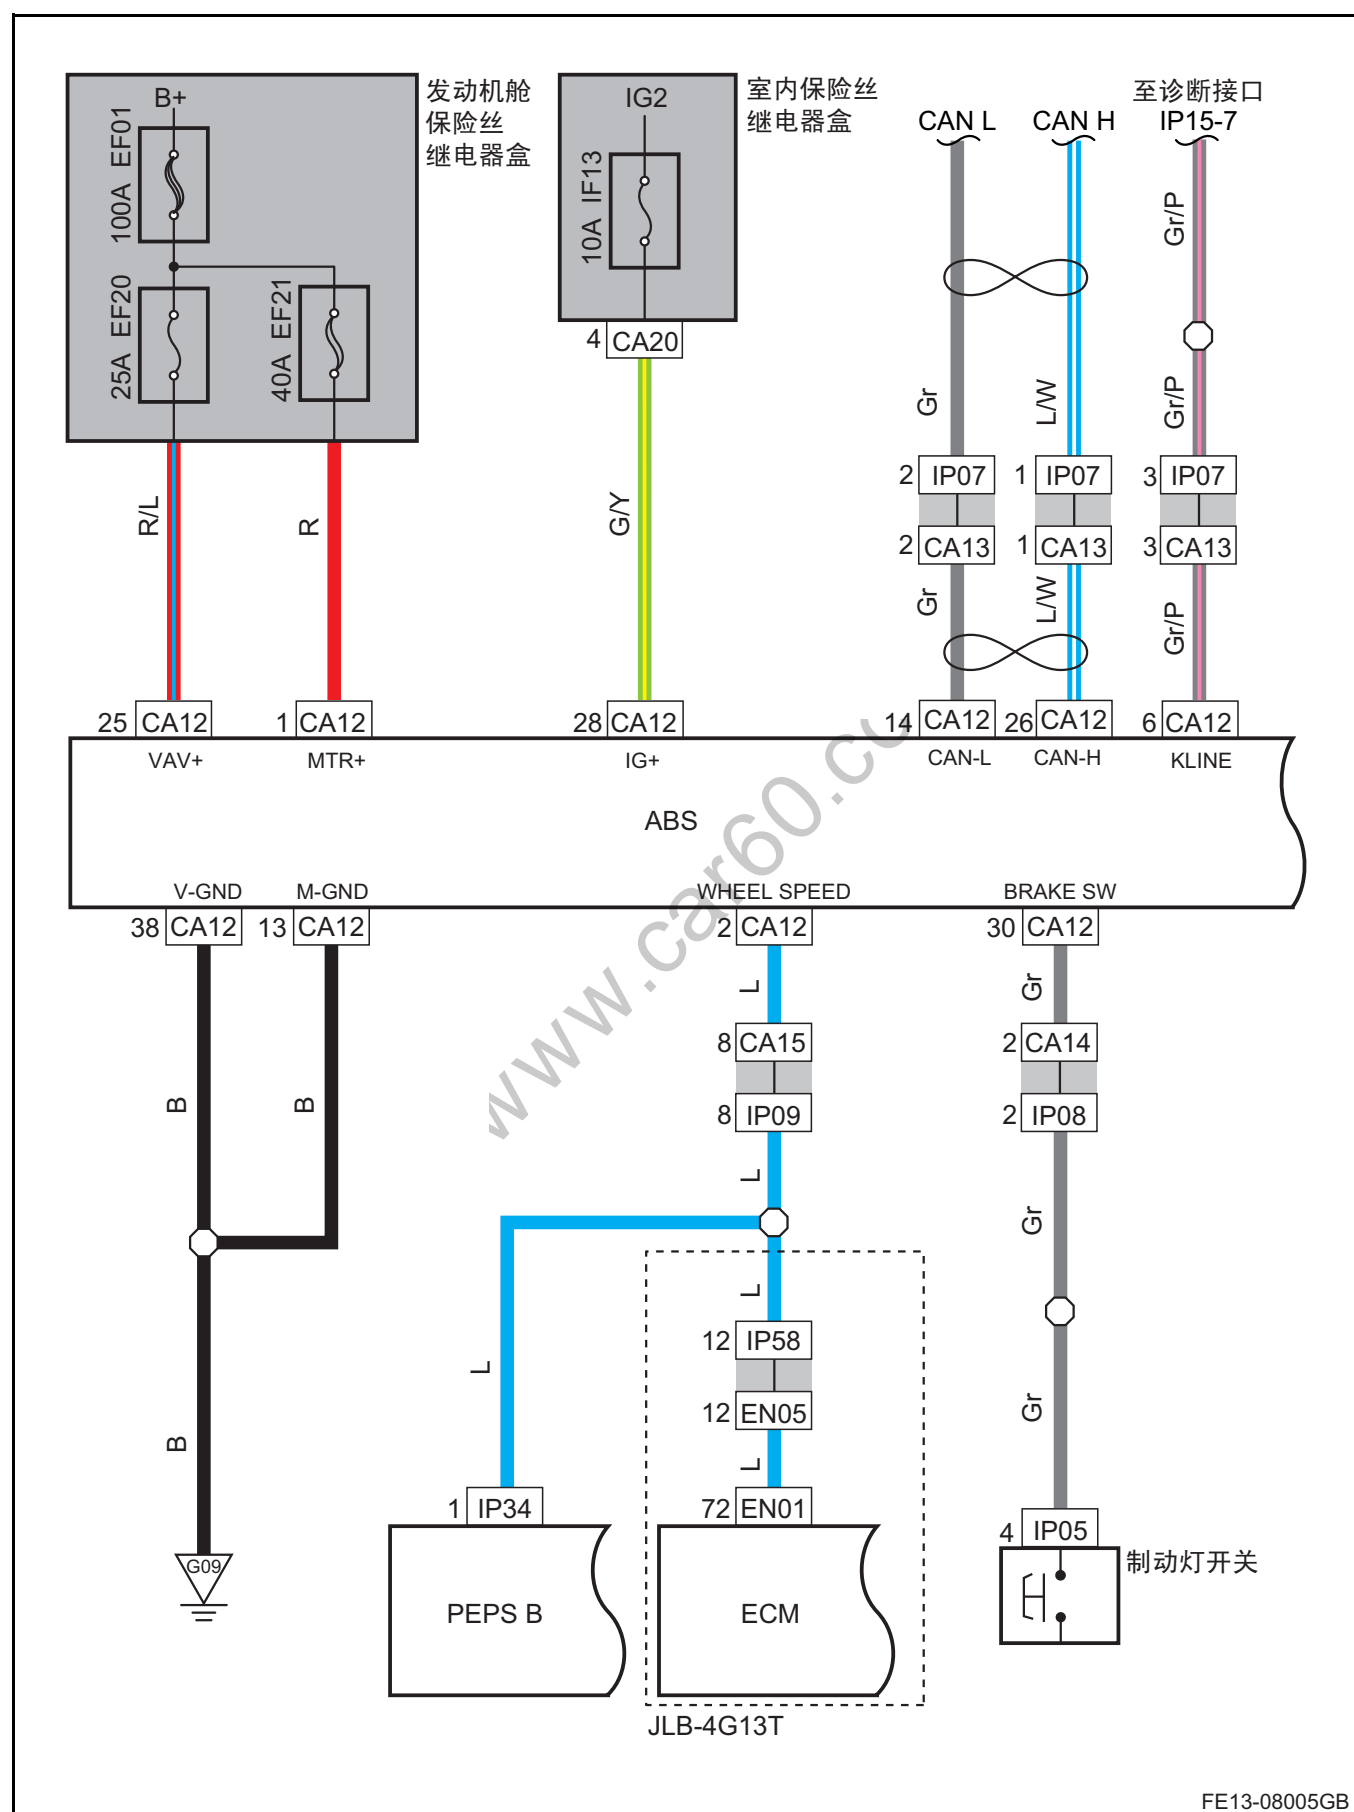 B+
100A EF01
25A EF20
40A EF21
发动机舱
保险丝
继电器盒
IG2
10A IF13
室内保险丝
继电器盒
4 CA20
CAN L
CAN H
至诊断接口
IP15-7
Gr/P
Gr
L/W
Gr/P
2 IP07
1 IP07
3 IP07
2 CA13
1 CA13
3 CA13
R/L
R
G/Y
Gr
L/W
Gr/P
25 CA12
1 CA12
28 CA12
14 CA12
26 CA12
6 CA12
VAV+
MTR+
IG+
CAN-L
CAN-H
KLINE
ABS
www.car60.co
V-GND
M-GND
WHEEL SPEED
BRAKE SW
38 CA12
13 CA12
2 CA12
30 CA12
L
Gr
8 CA15
2 CA14
8 IP09
2 IP08
B
B
L
Gr
L
12 IP58
12 EN05
L
Gr
B
L
1 IP34
72 EN01
4 IP05
G09
PEPS B
ECM
制动灯开关
JLB-4G13T
FE13-08005GB